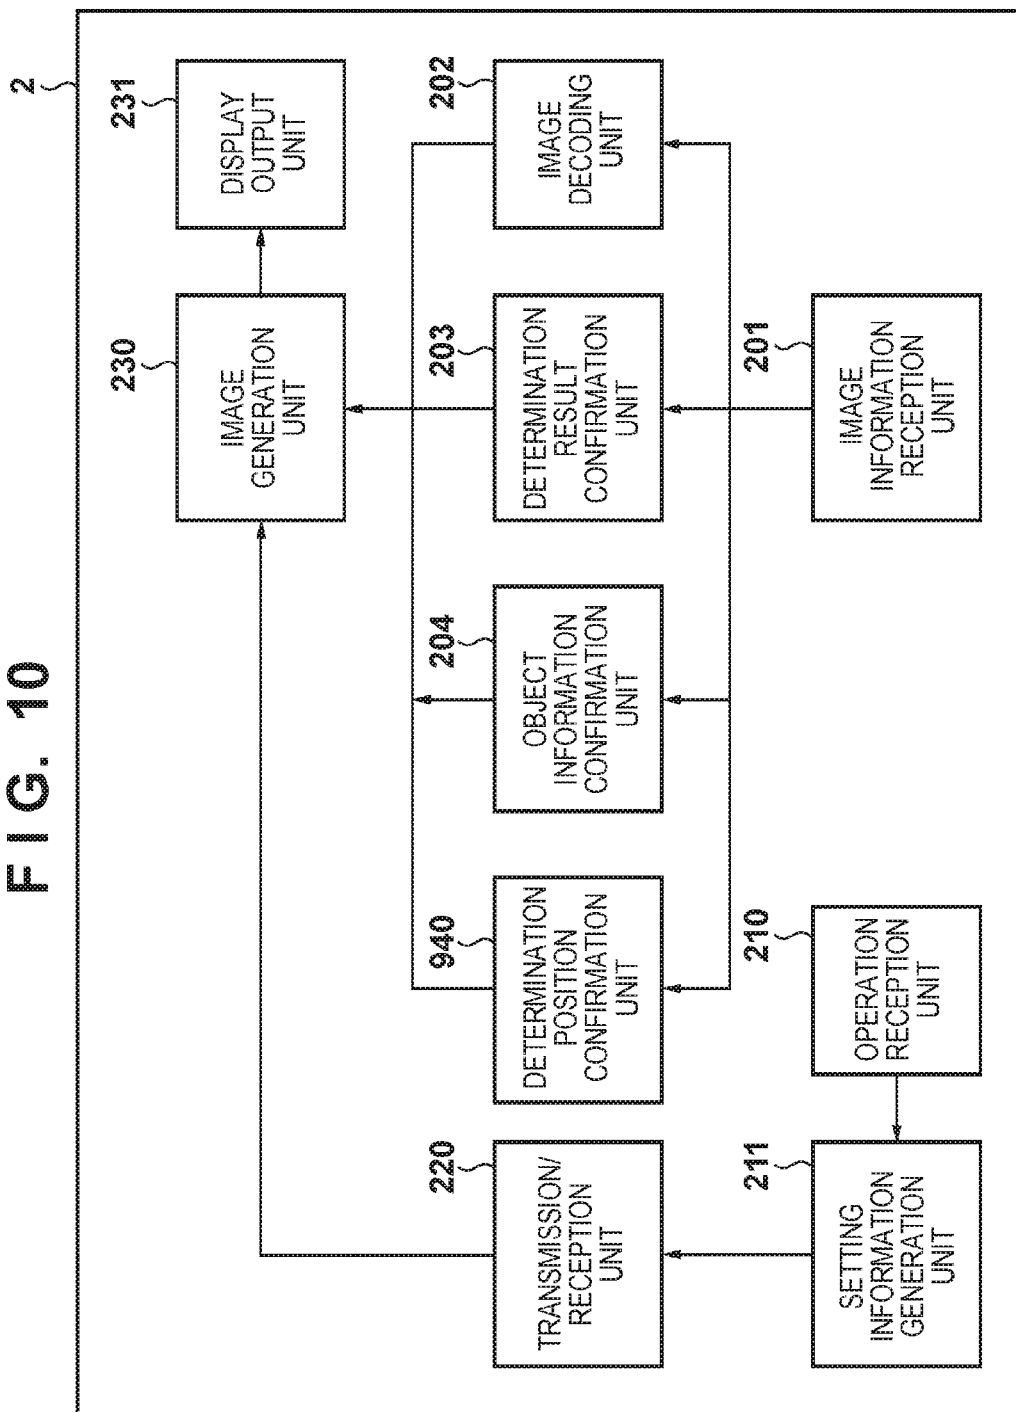 FIG. 10
2
220
TRANSMISSION/
RECEPTION
UNIT
211
SETTING
INFORMATION
GENERATION
UNIT
940
DETERMINATION
POSITION
CONFIRMATION
UNIT
210
OPERATION
RECEPTION
UNIT
204
OBJECT
INFORMATION
CONFIRMATION
UNIT
230
IMAGE
GENERATION
UNIT
203
DETERMINATION
RESULT
CONFIRMATION
UNIT
201
IMAGE
INFORMATION
RECEPTION
UNIT
231
DISPLAY
OUTPUT
UNIT
202
IMAGE
DECODING
UNIT